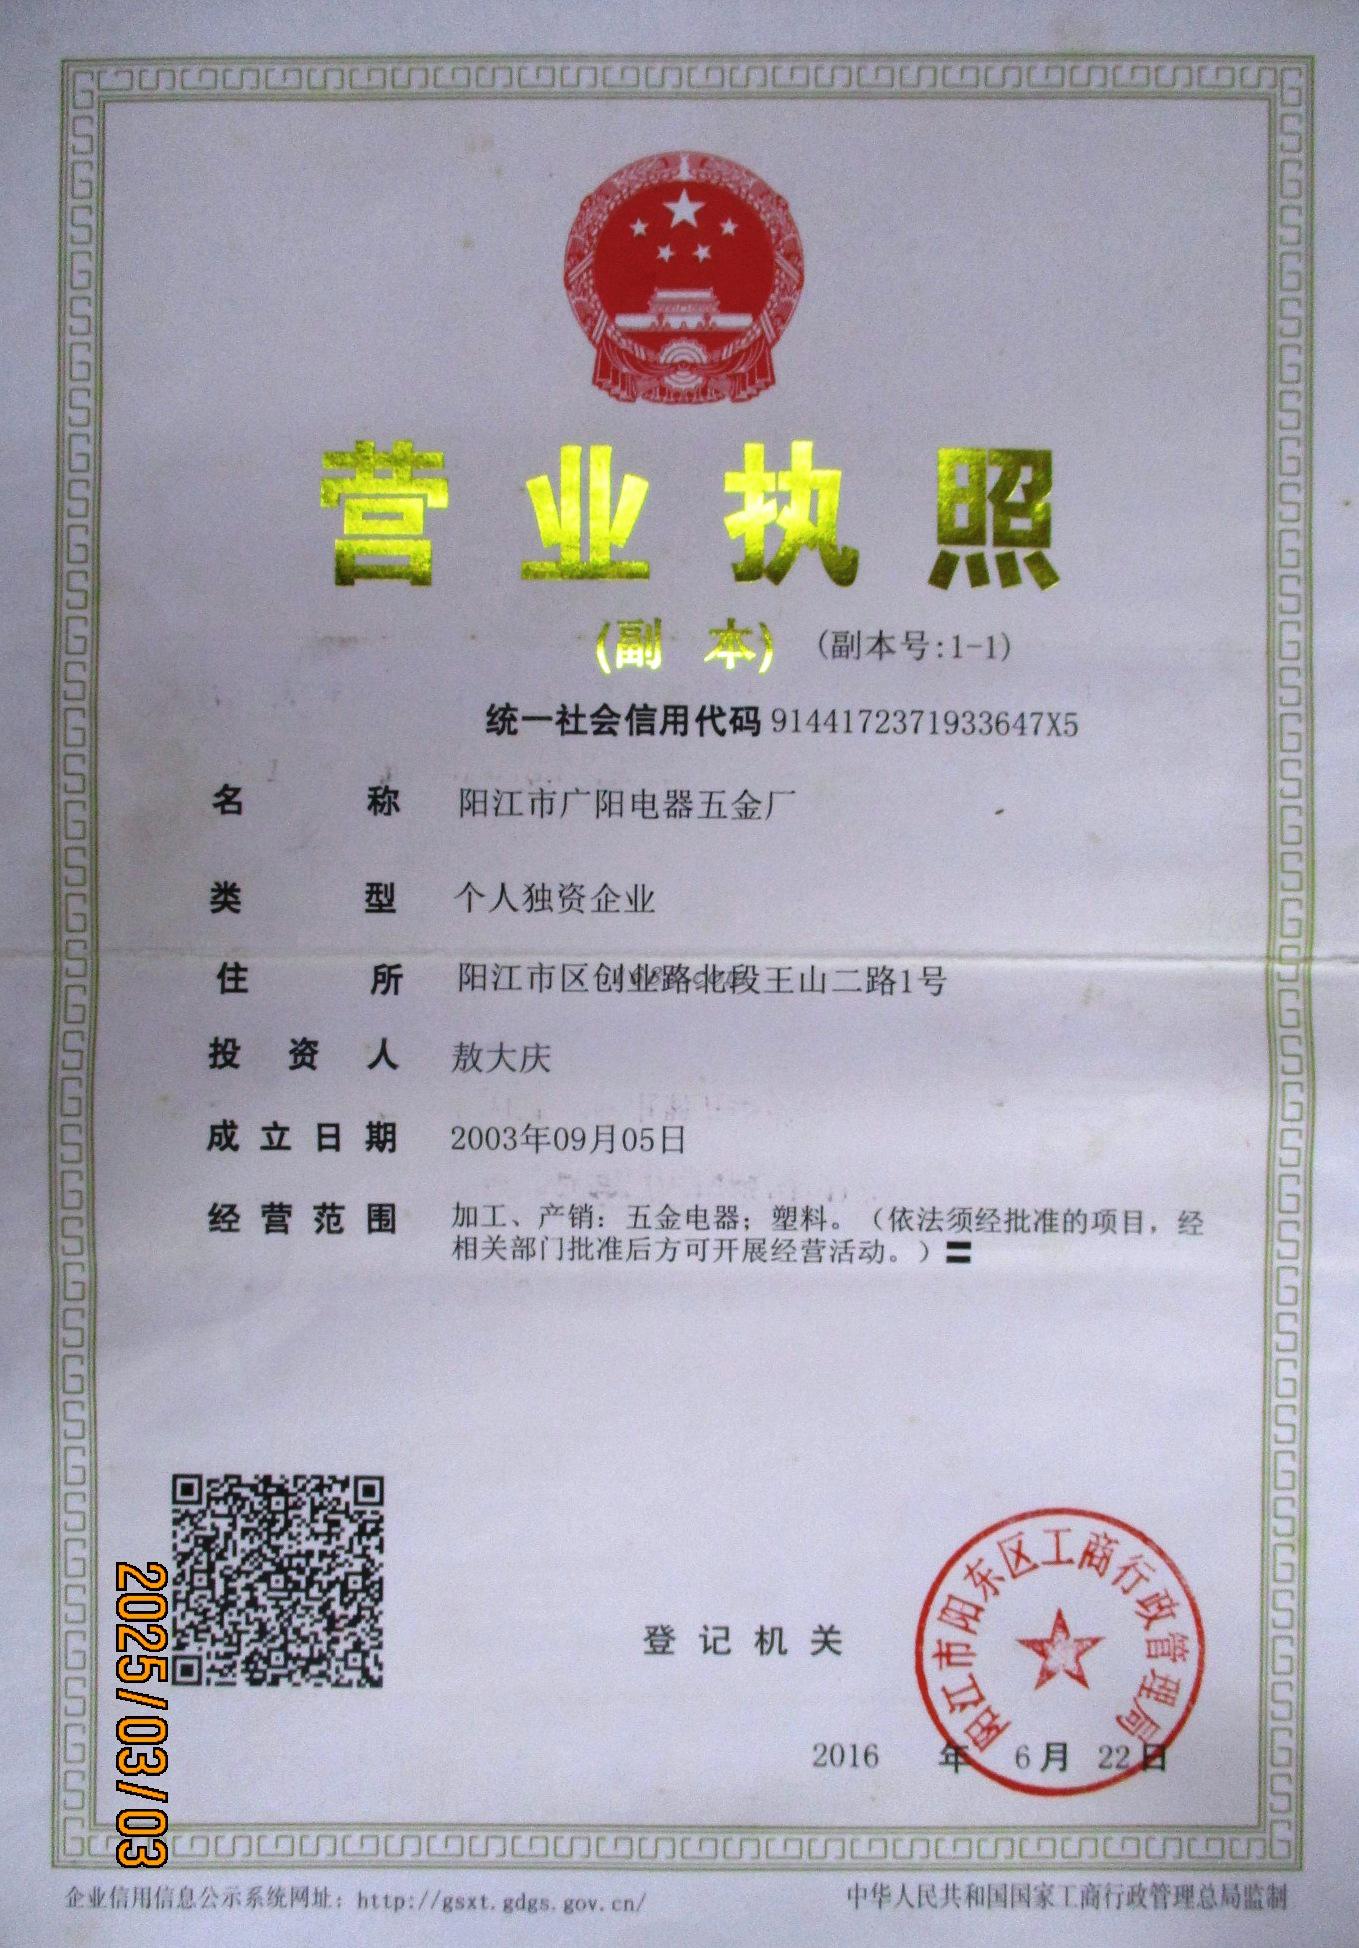 营业执照
(副 本) (副本号:1-1)
统一社会信用代码 9144172371933647X5
名称 阳江市广阳电器五金厂
类型 个人独资企业
住所 阳江市区创业路北段王山二路1号
投资人 敖大庆
成立日期 2003年09月05日
经营范围 加工、产销：五金电器；塑料。（依法须经批准的项目，经
相关部门批准后方可开展经营活动。）
登记机关
阳江市阳东区工商行政管理局
2016 年 6 月 22 日
2025/03/03
企业信用信息公示系统网址：http://gsxt.gdgs.gov.cn/
中华人民共和国国家工商行政管理总局监制